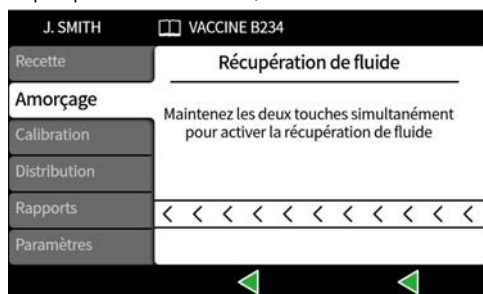 J. SMITH
VACCINE B234
Recette
Amorçage
Calibration
Distribution
Rapports
Paramètres
Récupération de fluide
Maintenez les deux touches simultanément
pour activer la récupération de fluide
< < < < < < < < < < <